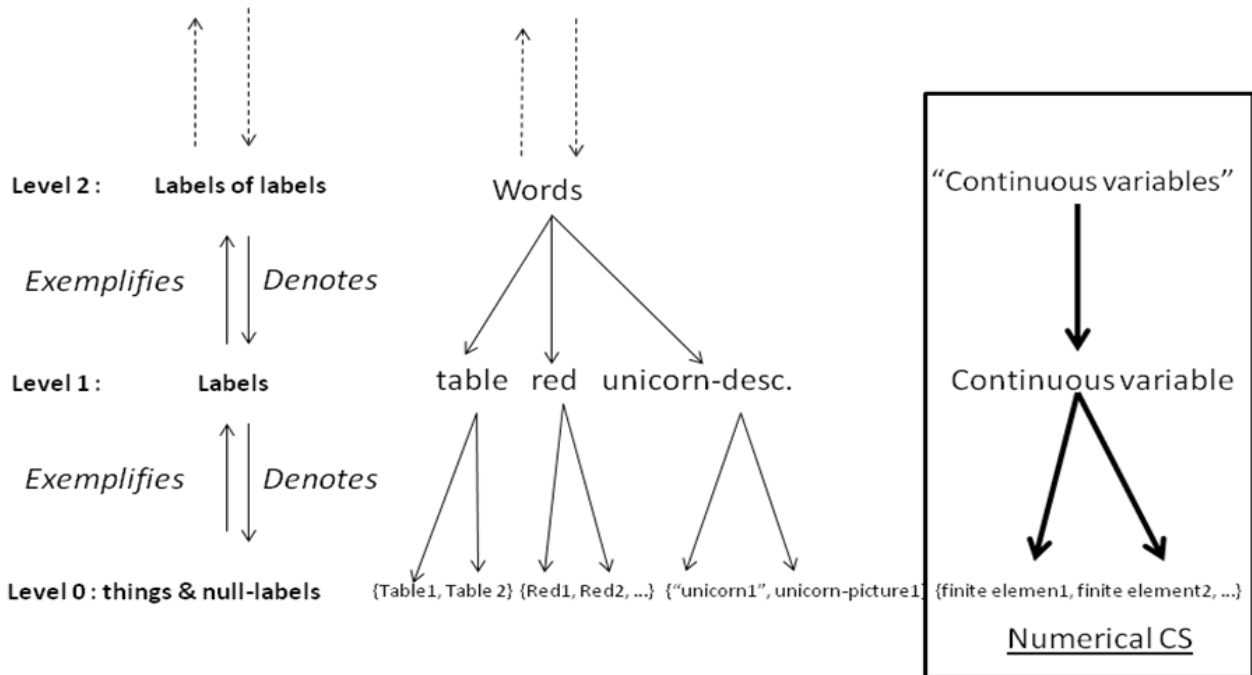 Level 2 : Labels of labels Words “Continuous variables”
Exemplifies Denotes
Level 1 : Labels table red unicorn-desc. Continuous variable
Exemplifies Denotes
Level 0 : things & null-labels {Table1, Table 2} {Red1, Red2, ...} {“unicorn1”, unicorn-picture1} {finite elemen1, finite element2, ...}
Numerical CS